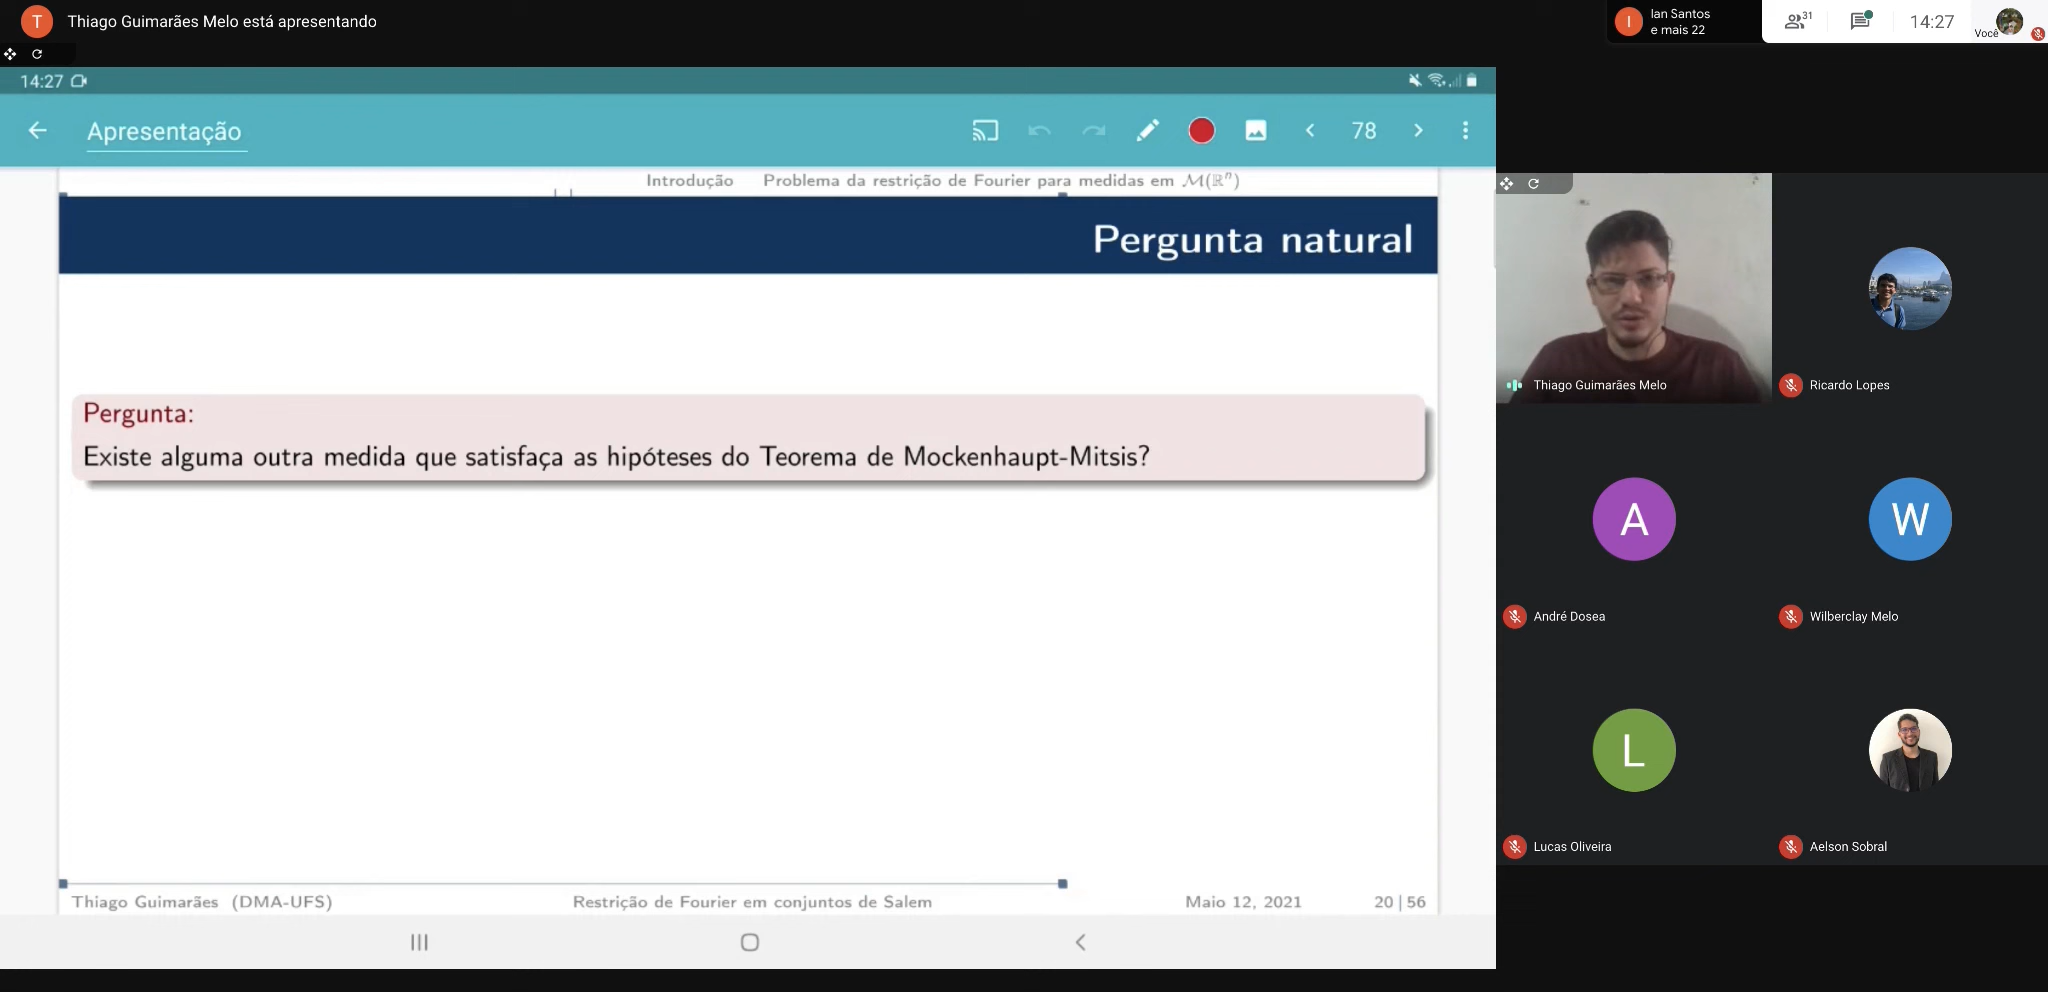 T Thiago Guimarães Melo está apresentando
I Ian Santos
e mais 22
31
14:27
Você
14:27
Apresentação
78
Introdução Problema da restrição de Fourier para medidas em M(ℝⁿ)
Pergunta natural
Pergunta:
Existe alguma outra medida que satisfaça as hipóteses do Teorema de Mockenhaupt-Mitsis?
Thiago Guimarães (DMA-UFS) Restrição de Fourier em conjuntos de Salem Maio 12, 2021 20 | 56
Thiago Guimarães Melo
Ricardo Lopes
A
W
André Dosea
Wilberclay Melo
L
Lucas Oliveira
Aelson Sobral